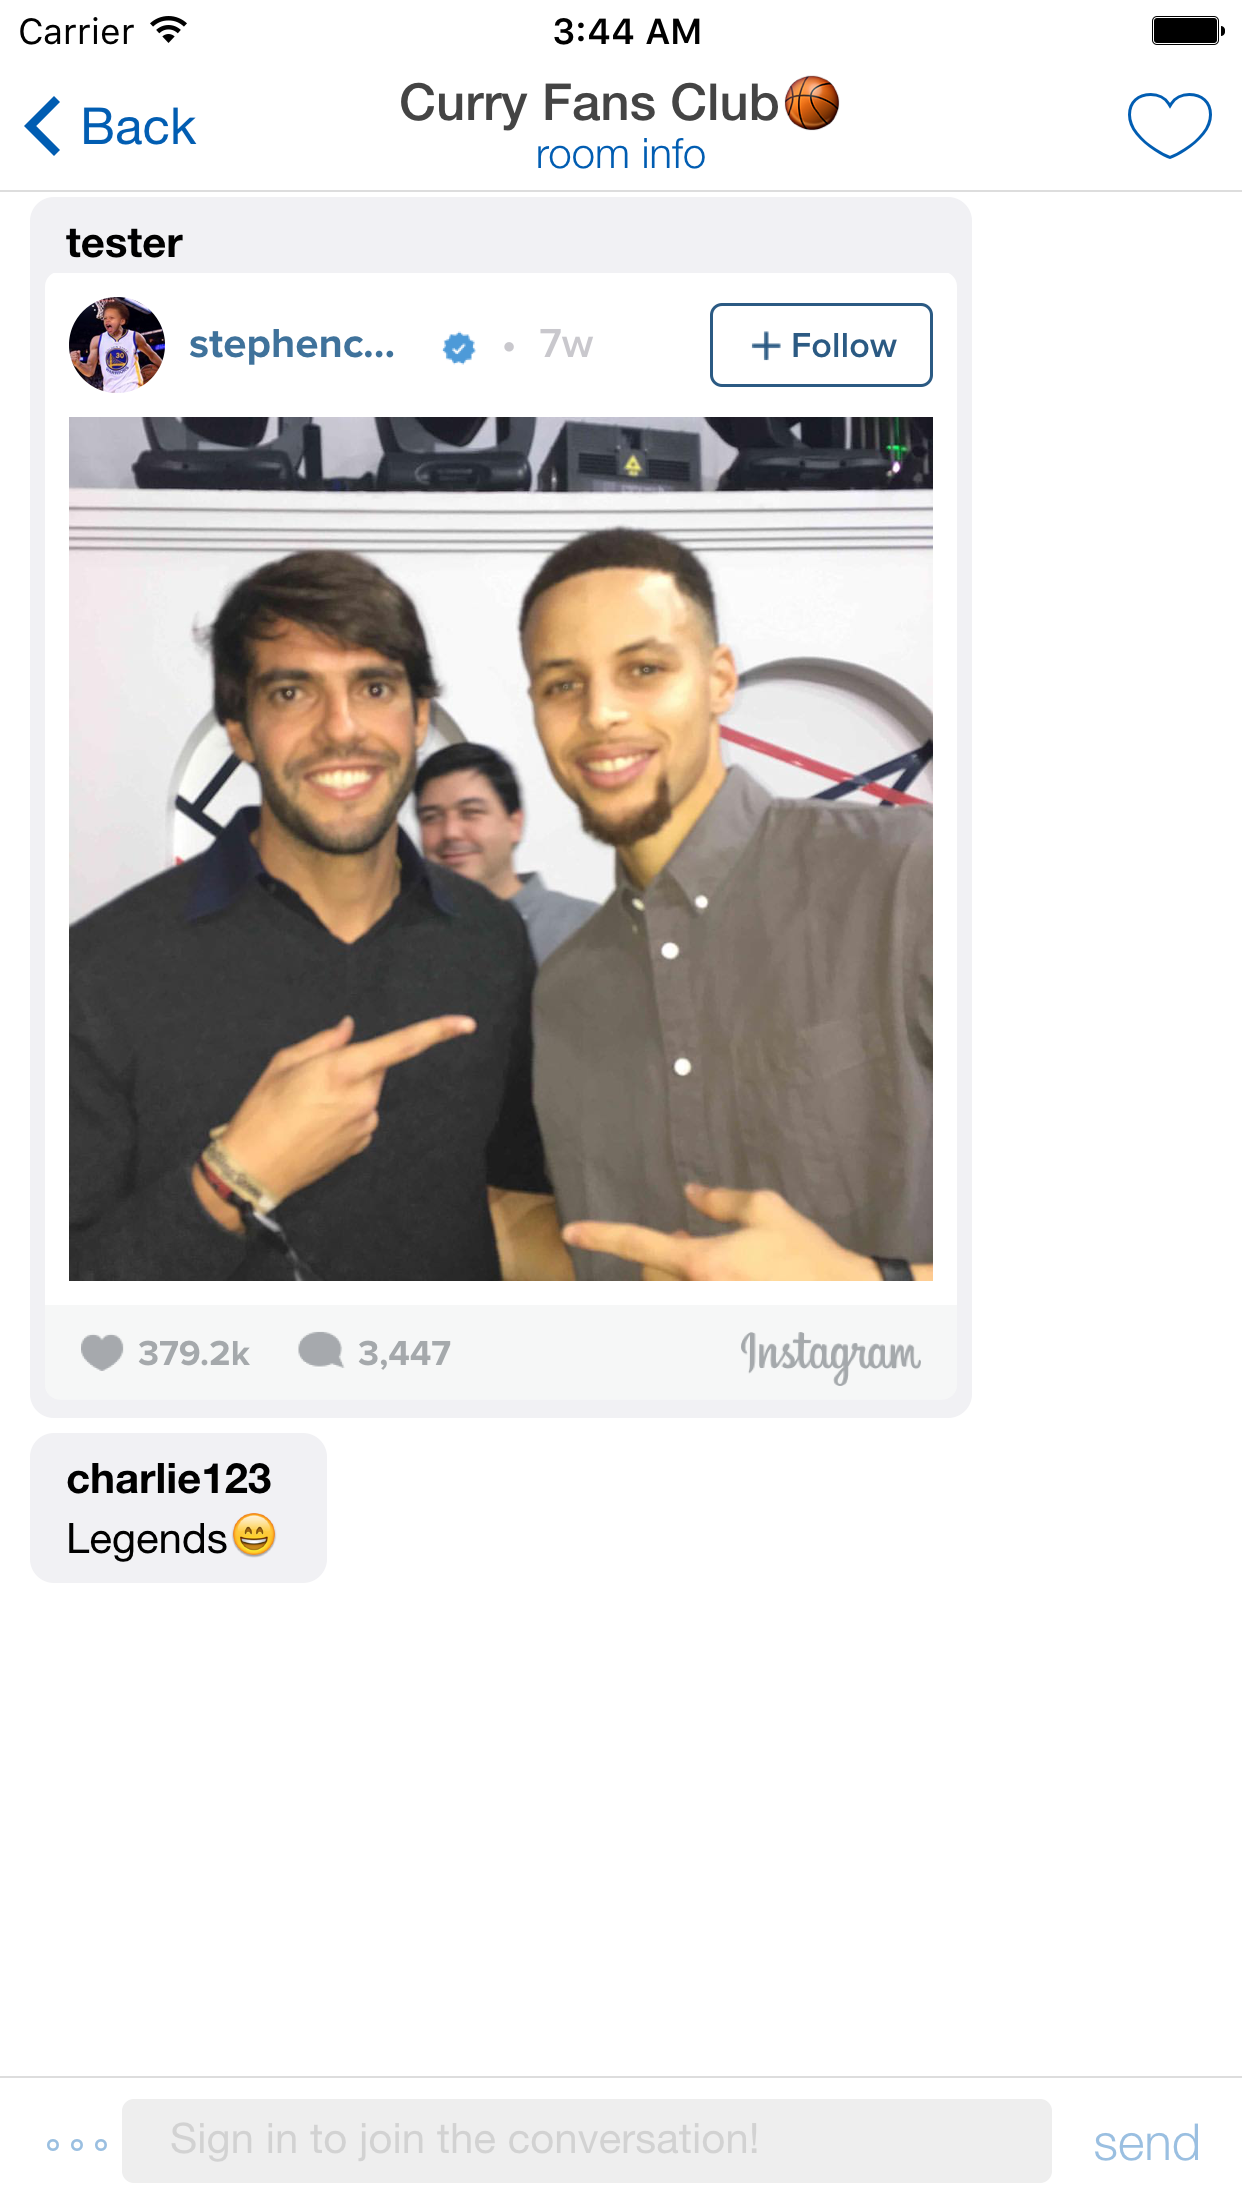 Carrier 3:44 AM
Back
Curry Fans Club🏀
room info
tester
stephenc... • 7w
+ Follow
30
379.2k 3,447 Instagram
charlie123
Legends😄
Sign in to join the conversation!
send